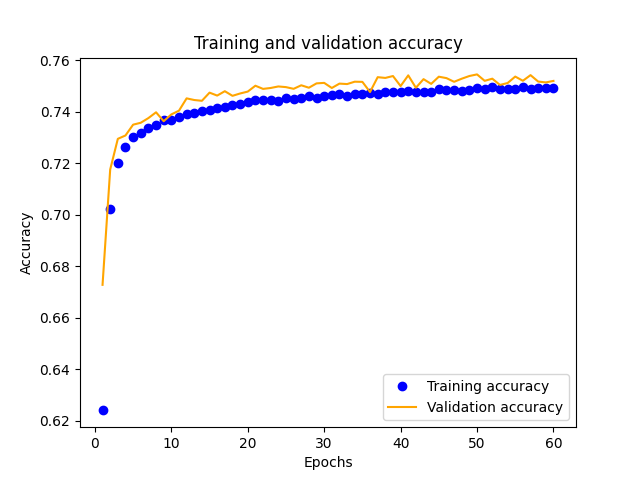 Training and validation accuracy
0.76
0.74
0.72
0.70
0.68
0.66
0.64
0.62
Accuracy
0 10 20 30 40 50 60
Epochs
Training accuracy
Validation accuracy